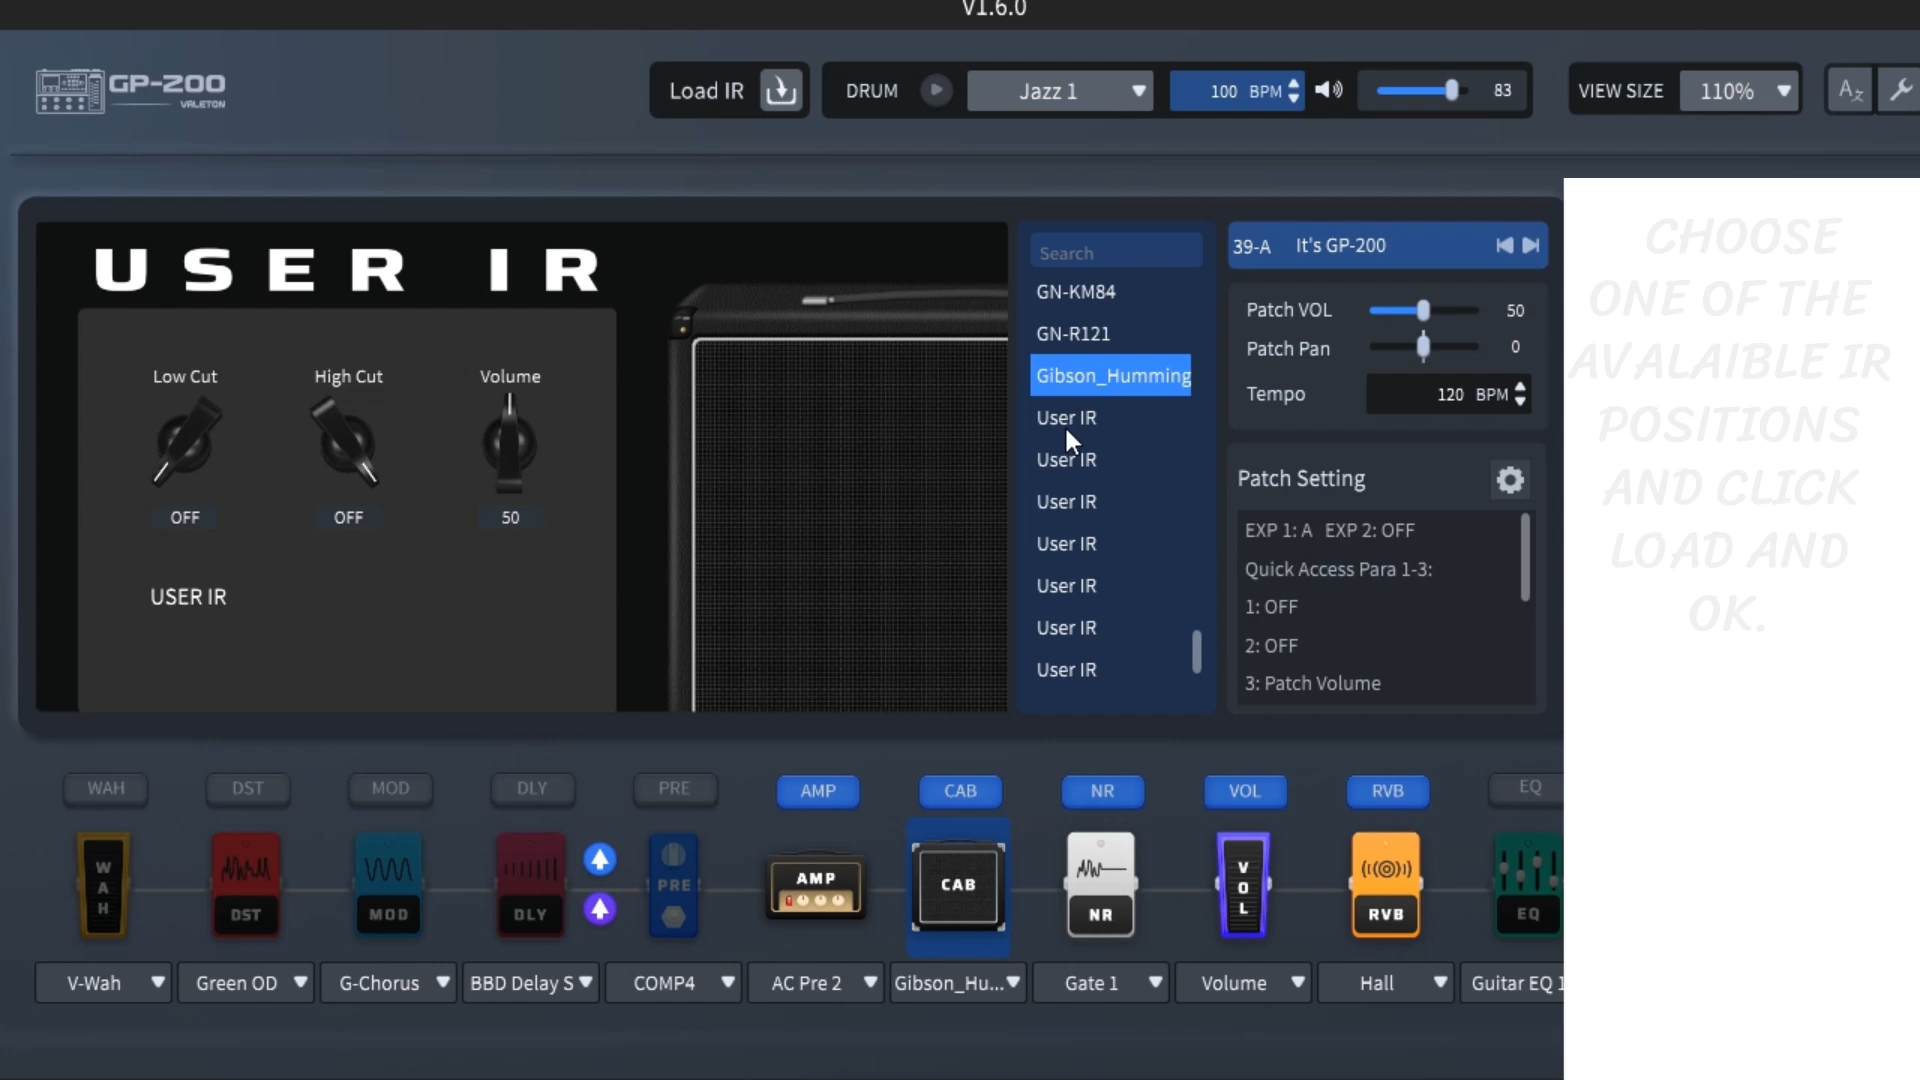 V1.6.0
GP-200
VALETON
Load IR
DRUM
Jazz 1
100 BPM
83
VIEW SIZE
110%
USER IR
Low Cut
High Cut
Volume
OFF
OFF
50
USER IR
Search
GN-KM84
GN-R121
Gibson_Humming
User IR
User IR
User IR
User IR
User IR
User IR
User IR
39-A It's GP-200
Patch VOL 50
Patch Pan 0
Tempo 120 BPM
Patch Setting
EXP 1: A EXP 2: OFF
Quick Access Para 1-3:
1: OFF
2: OFF
3: Patch Volume
CHOOSE
ONE OF THE
AVALAIBLE IR
POSITIONS
AND CLICK
LOAD AND
OK.
WAH
DST
MOD
DLY
PRE
AMP
CAB
NR
VOL
RVB
EQ
WAH
DST
MOD
DLY
PRE
AMP
CAB
NR
VOL
RVB
EQ
V-Wah
Green OD
G-Chorus
BBD Delay S
COMP4
AC Pre 2
Gibson_Hu...
Gate 1
Volume
Hall
Guitar EQ 1